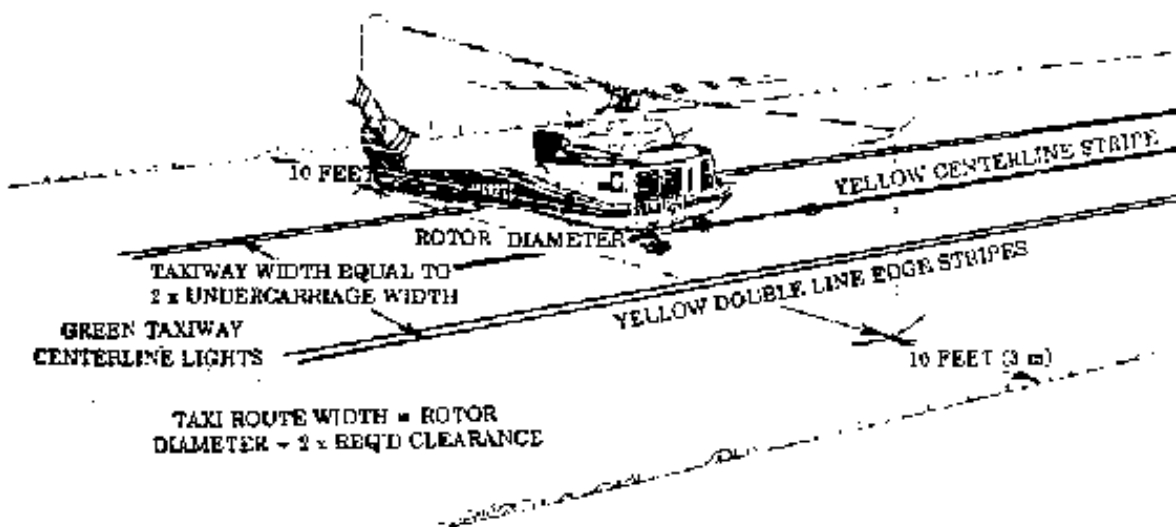 10 FEET
YELLOW CENTERLINE STRIPE
ROTOR DIAMETER
TAXIWAY WIDTH EQUAL TO
2 x UNDERCARRIAGE WIDTH
YELLOW DOUBLE LINE EDGE STRIPES
GREEN TAXIWAY
CENTERLINE LIGHTS
10 FEET (3 m)
TAXI ROUTE WIDTH = ROTOR
DIAMETER + 2 x REQ'D CLEARANCE